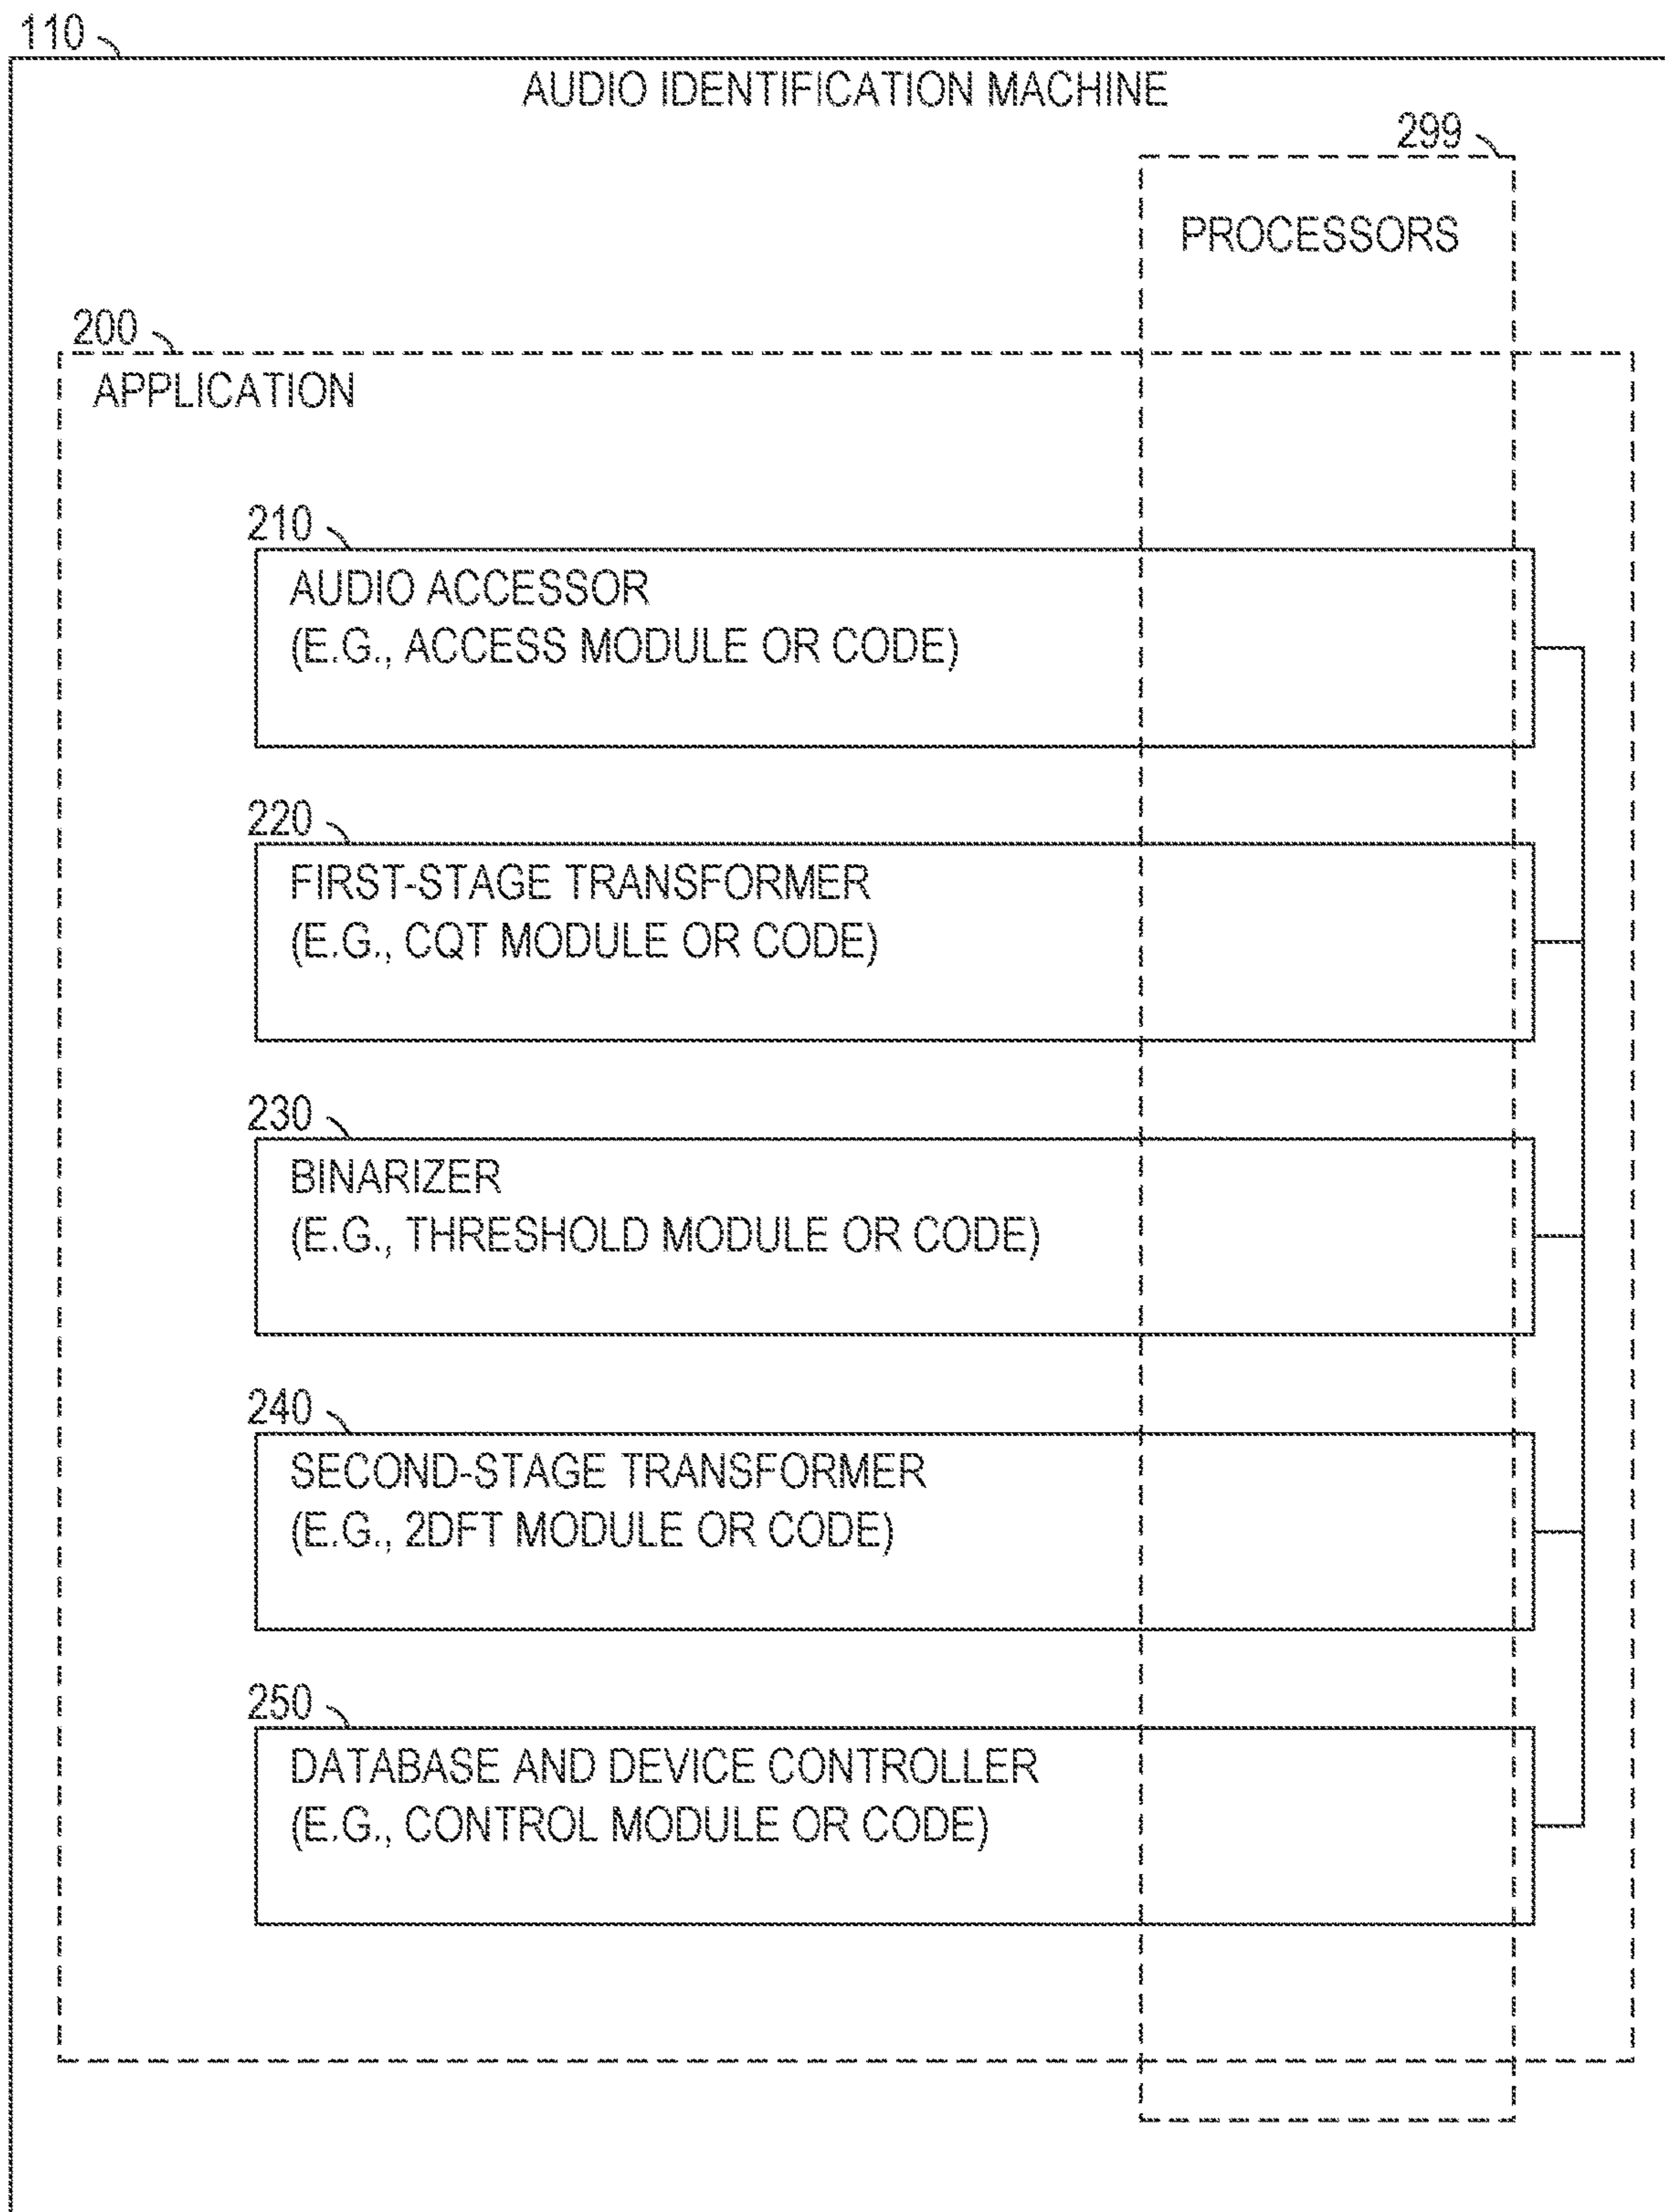 110
AUDIO IDENTIFICATION MACHINE
299
PROCESSORS
200
APPLICATION
210
AUDIO ACCESSOR
(E.G., ACCESS MODULE OR CODE)
220
FIRST-STAGE TRANSFORMER
(E.G., CQT MODULE OR CODE)
230
BINARIZER
(E.G., THRESHOLD MODULE OR CODE)
240
SECOND-STAGE TRANSFORMER
(E.G., 2DFT MODULE OR CODE)
250
DATABASE AND DEVICE CONTROLLER
(E.G., CONTROL MODULE OR CODE)